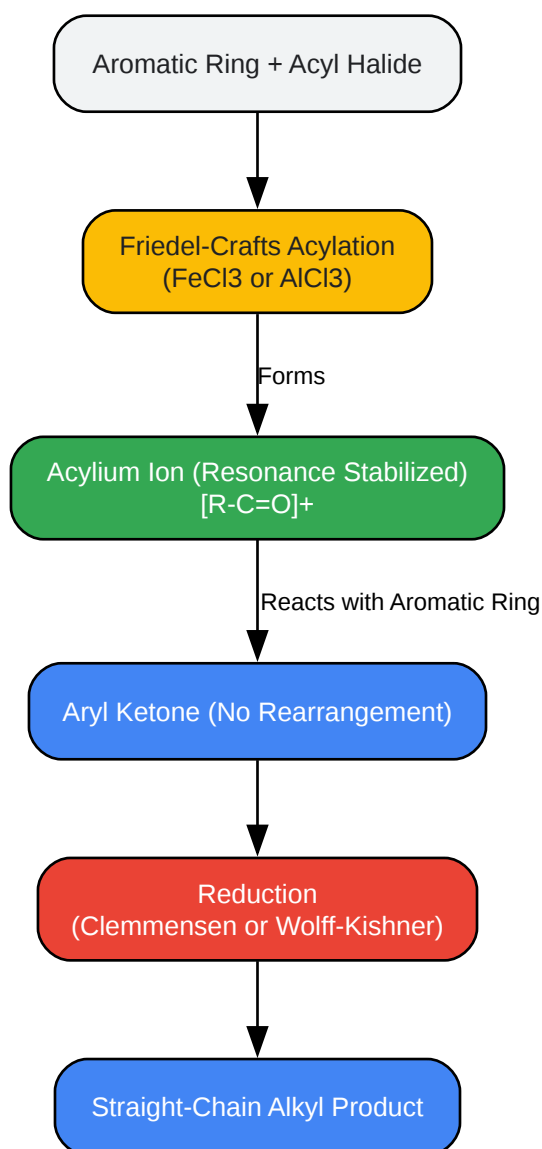 Aromatic Ring + Acyl Halide
Friedel-Crafts Acylation
(FeCl3 or AlCl3)
Forms
Acylium Ion (Resonance Stabilized)
[R-C=O]+
Reacts with Aromatic Ring
Aryl Ketone (No Rearrangement)
Reduction
(Clemmensen or Wolff-Kishner)
Straight-Chain Alkyl Product